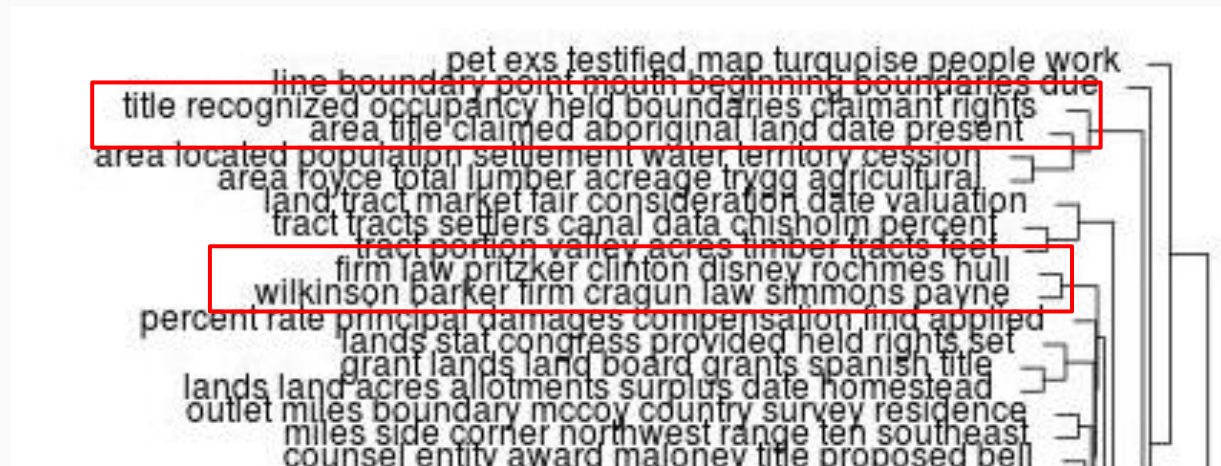 pet exs testified map turquoise people work
line boundary point mouth beginning boundaries due
title recognized occupancy held boundaries claimant rights
area title claimed aboriginal land date present
area located population settlement water territory cession
area royce total lumber acreage trygg agricultural
land tract market fair consideration date valuation
tract tracts settlers canal data chisholm percent
tract portion valley acres timber tracts feet
firm law pritzker clinton disney rochmes hull
wilkinson barker firm cragun law simmons payne
percent rate principal damages compensation find applied
lands stat congress provided held rights set
grant lands land board grants spanish title
lands land acres allotments surplus date homestead
outlet miles boundary mccoy country survey residence
miles side corner northwest range ten southeast
counsel entity award maloney title proposed bell